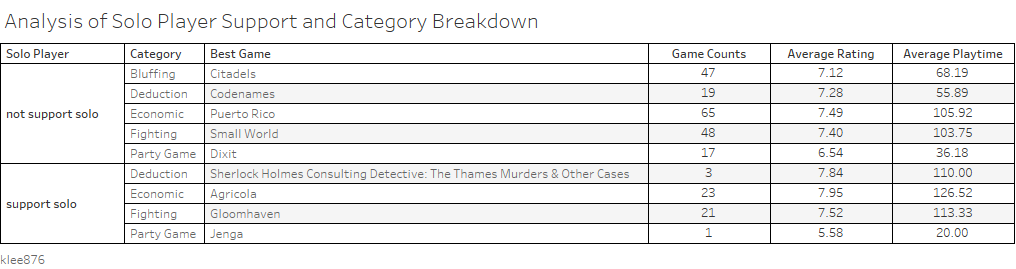 Analysis of Solo Player Support and Category Breakdown
Solo Player Category Best Game Game Counts Average Rating Average Playtime
not support solo Bluffing Citadels 47 7.12 68.19
Deduction Codenames 19 7.28 55.89
Economic Puerto Rico 65 7.49 105.92
Fighting Small World 48 7.40 103.75
Party Game Dixit 17 6.54 36.18
support solo Deduction Sherlock Holmes Consulting Detective: The Thames Murders & Other Cases 3 7.84 110.00
Economic Agricola 23 7.95 126.52
Fighting Gloomhaven 21 7.52 113.33
Party Game Jenga 1 5.58 20.00
klee876